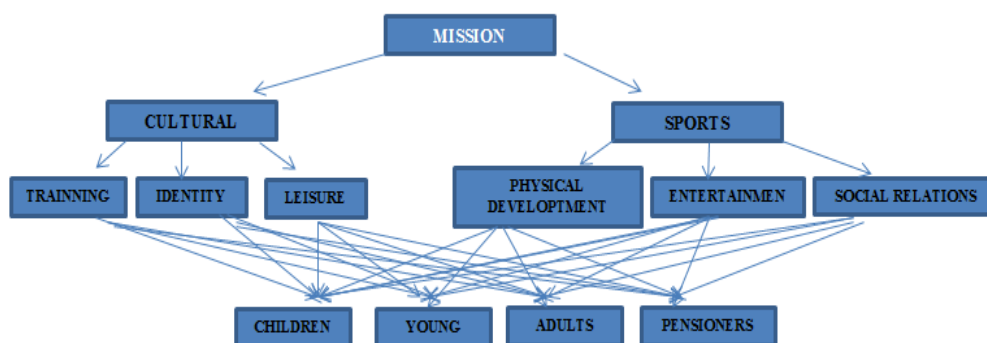 MISSION
CULTURAL
SPORTS
TRAINNING
IDENTITY
LEISURE
PHYSICAL
DEVELOPTMENT
ENTERTAINMEN
SOCIAL RELATIONS
CHILDREN
YOUNG
ADULTS
PENSIONERS